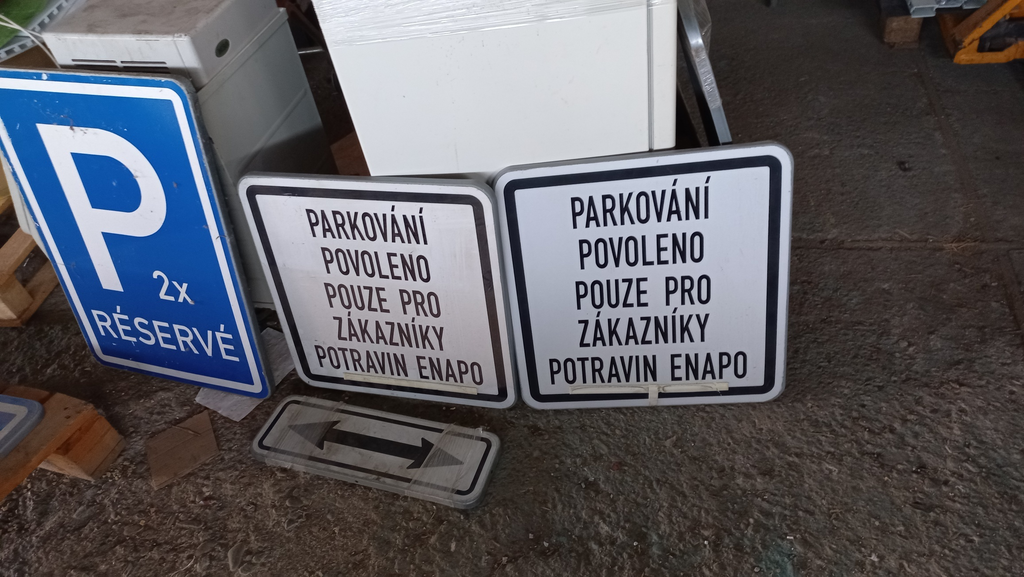 P
2x
RÉSERVÉ
PARKOVÁNÍ
POVOLENO
POUZE PRO
ZÁKAZNÍKY
POTRAVIN ENAPO
PARKOVÁNÍ
POVOLENO
POUZE PRO
ZÁKAZNÍKY
POTRAVIN ENAPO